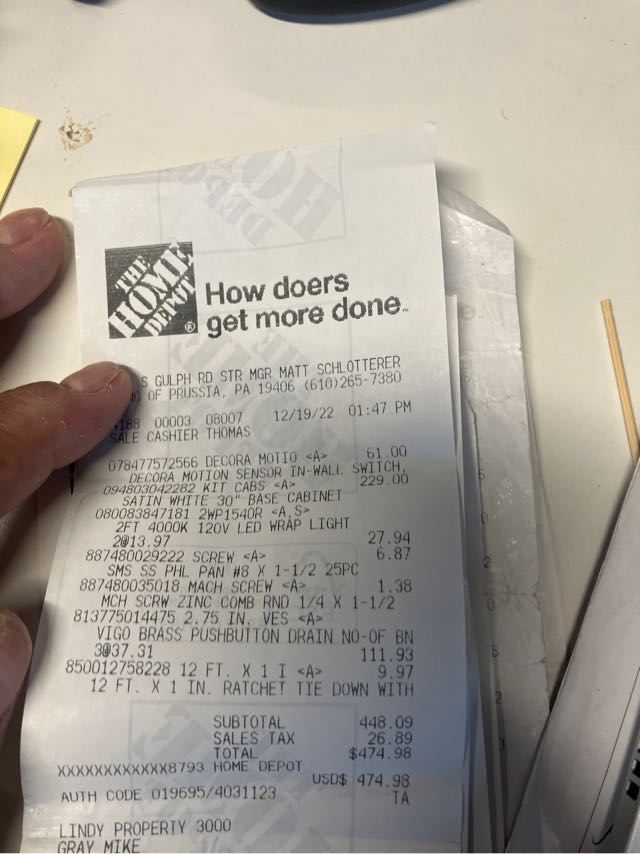 THE
HOME
DEPOT
®
How doers
get more done™
S GULPH RD STR MGR MATT SCHLOTTERER
OF PRUSSIA, PA 19406 (610)265-7380
00003 08007 12/19/22 01:47 PM
SALE CASHIER THOMAS
078477572566 DECORA MOTIO <A> 61.00
DECORA MOTION SENSOR IN-WALL SWITCH,
094803042282 KIT CABS <A> 229.00
SATIN WHITE 30" BASE CABINET
080083847181 2WP1540R <A,S>
2FT 4000K 120V LED WRAP LIGHT
2@13.97 27.94
887480029222 SCREW <A> 6.87
SMS SS PHL PAN #8 X 1-1/2 25PC
887480035018 MACH SCREW <A> 1.38
MCH SCRW ZINC COMB RND 1/4 X 1-1/2
813775014475 2.75 IN. VES <A>
VIGO BRASS PUSHBUTTON DRAIN NO-OF BN
3@37.31 111.93
850012758228 12 FT. X 1 I <A> 9.97
12 FT. X 1 IN. RATCHET TIE DOWN WITH
SUBTOTAL 448.09
SALES TAX 26.89
TOTAL $474.98
XXXXXXXXXXXX8793 HOME DEPOT
USD$ 474.98
AUTH CODE 019695/4031123 TA
LINDY PROPERTY 3000
GRAY MIKE